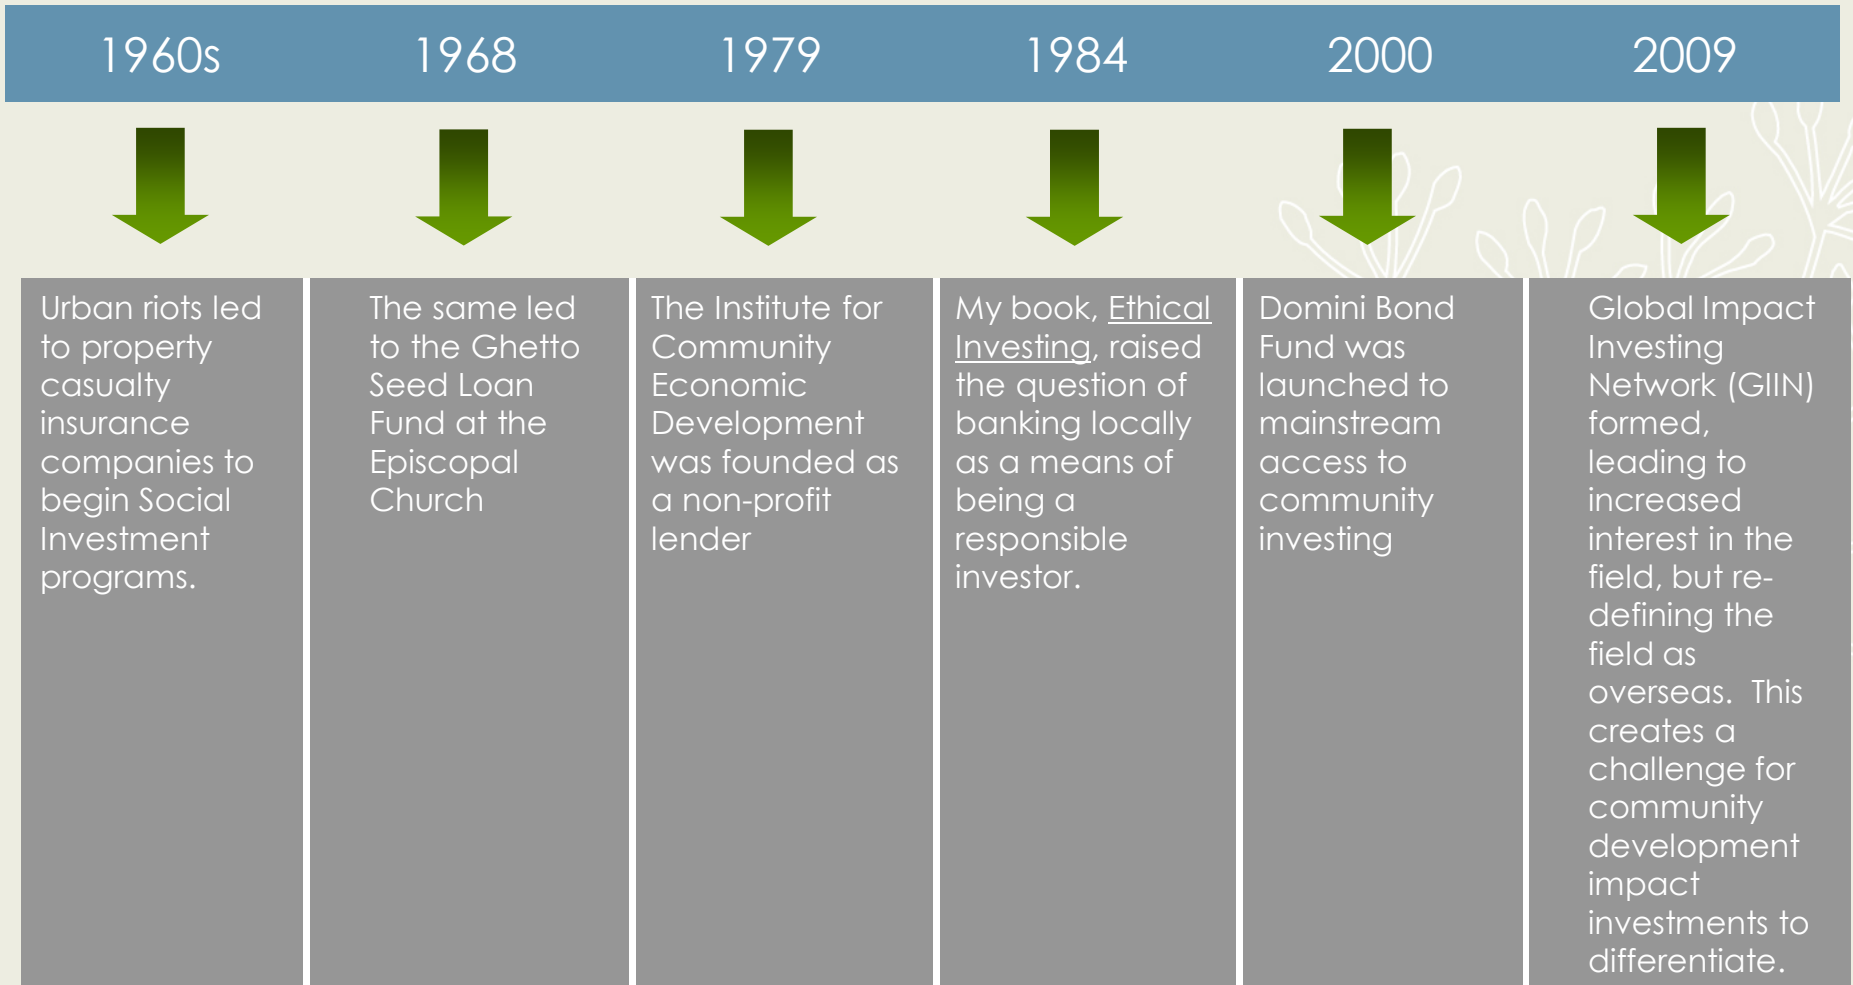 1960s
1968
1979
1984
2000
2009
Urban riots led
to property
casualty
insurance
companies to
begin Social
Investment
programs.
The same led
to the Ghetto
Seed Loan
Fund at the
Episcopal
Church
The Institute for
Community
Economic
Development
was founded as
a non-profit
lender
My book, Ethical
Investing, raised
the question of
banking locally
as a means of
being a
responsible
investor.
Domini Bond
Fund was
launched to
mainstream
access to
community
investing
Global Impact
Investing
Network (GIIN)
formed,
leading to
increased
interest in the
field, but re-
defining the
field as
overseas.  This
creates a
challenge for
community
development
impact
investments to
differentiate.